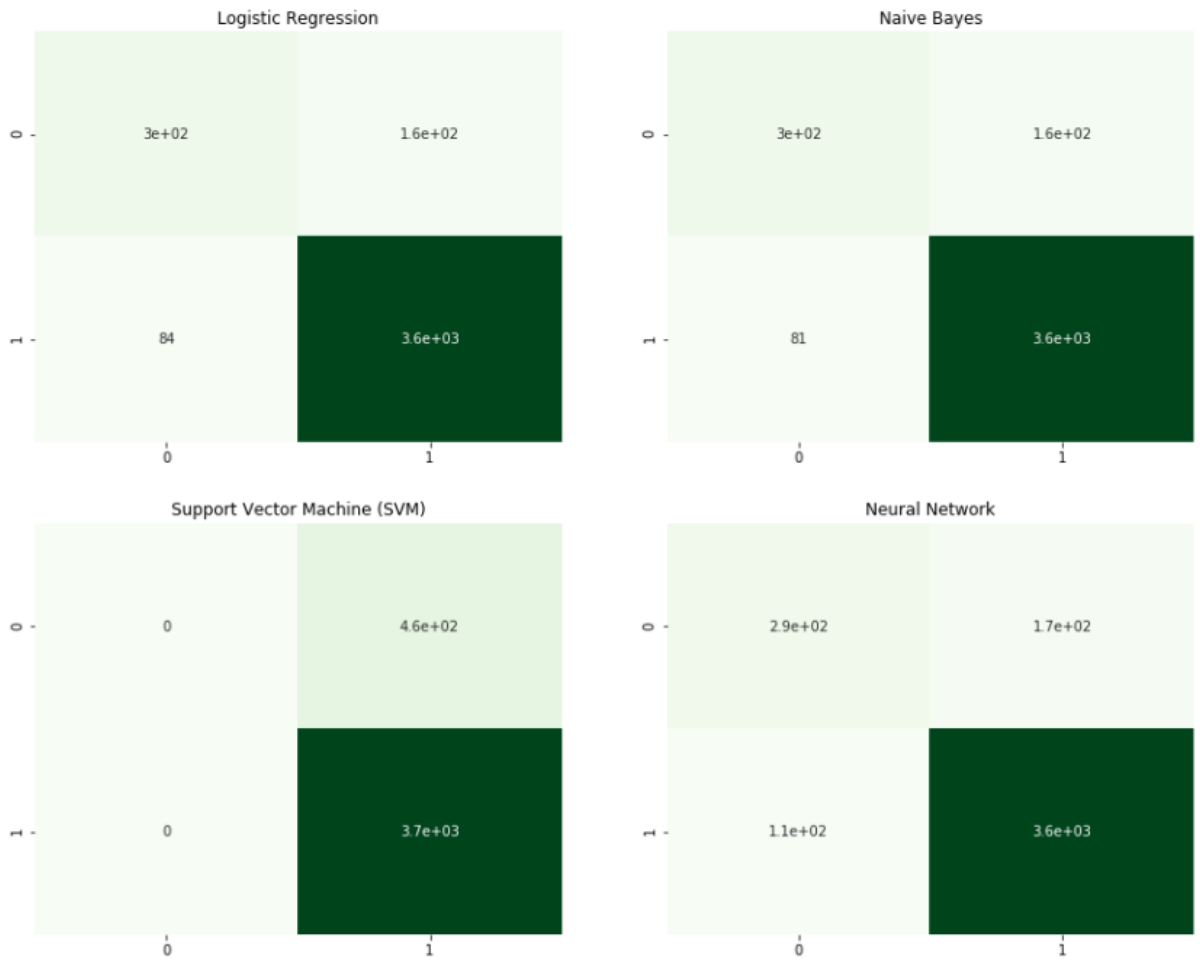 Logistic Regression
Naive Bayes
0
3e+02
1.6e+02
0
3e+02
1.6e+02
1
84
3.6e+03
1
81
3.6e+03
0
1
0
1
Support Vector Machine (SVM)
Neural Network
0
0
4.6e+02
0
2.9e+02
1.7e+02
1
0
3.7e+03
1
1.1e+02
3.6e+03
0
1
0
1